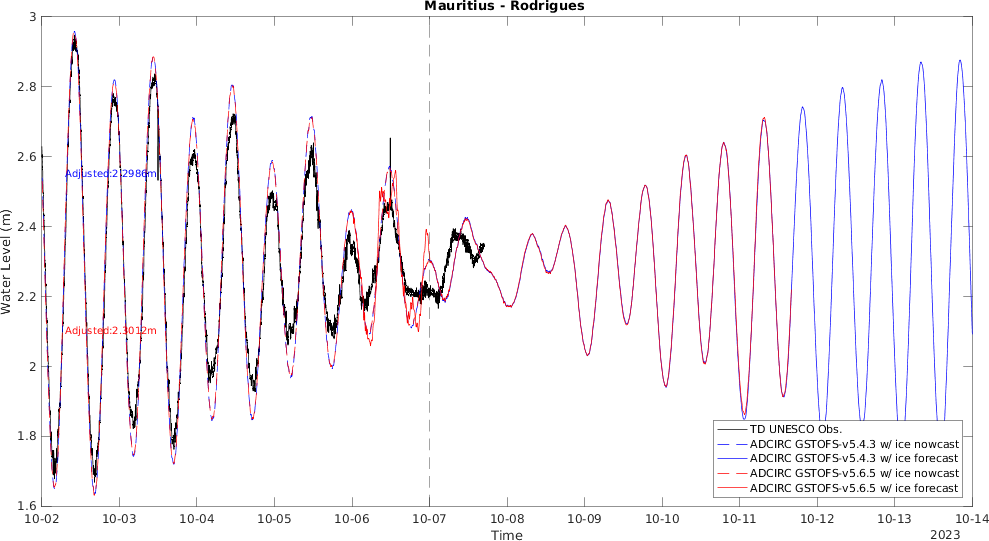 Mauritius - Rodrigues
3
2.8
2.6
2.4
2.2
2
1.8
1.6
Water Level (m)
Adjusted:2.2986m
Adjusted:2.3012m
TD UNESCO Obs.
ADCIRC GSTOFS-v5.4.3 w/ ice nowcast
ADCIRC GSTOFS-v5.4.3 w/ ice forecast
ADCIRC GSTOFS-v5.6.5 w/ ice nowcast
ADCIRC GSTOFS-v5.6.5 w/ ice forecast
10-02 10-03 10-04 10-05 10-06 10-07 10-08 10-09 10-10 10-11 10-12 10-13 10-14
Time
2023